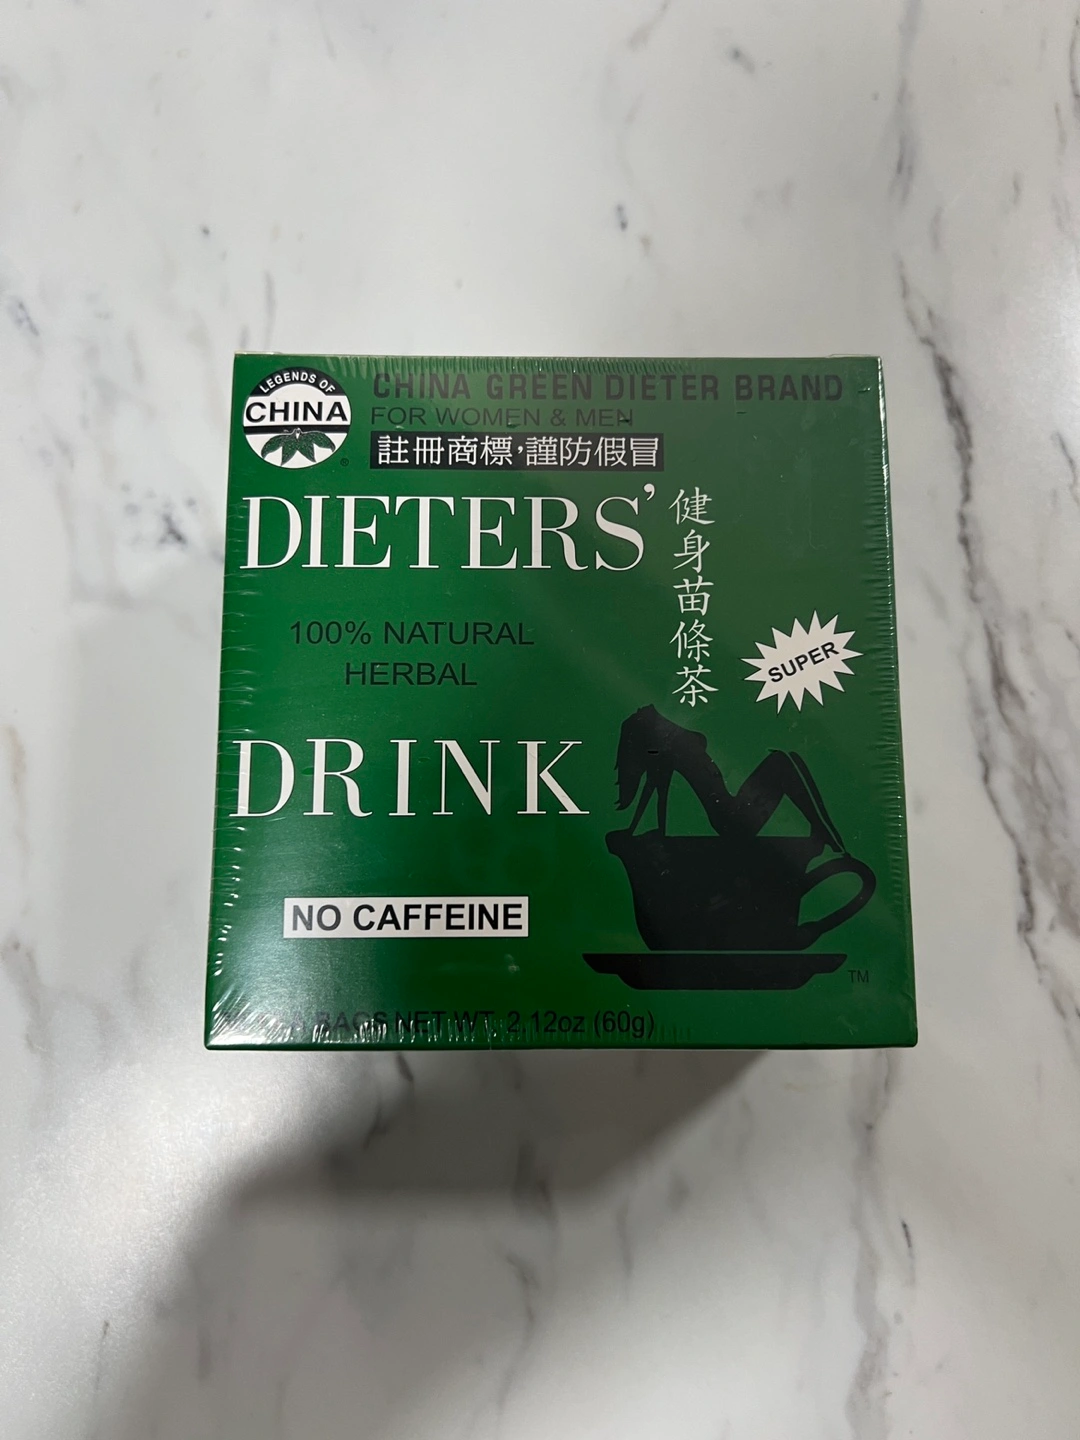 LEGENDS OF
CHINA
®
CHINA GREEN DIETER BRAND
FOR WOMEN & MEN
註冊商標，謹防假冒
DIETERS’
健身苗條茶
100% NATURAL
HERBAL
SUPER
DRINK
NO CAFFEINE
TM
BAGS NET WT. 2.12oz (60g)